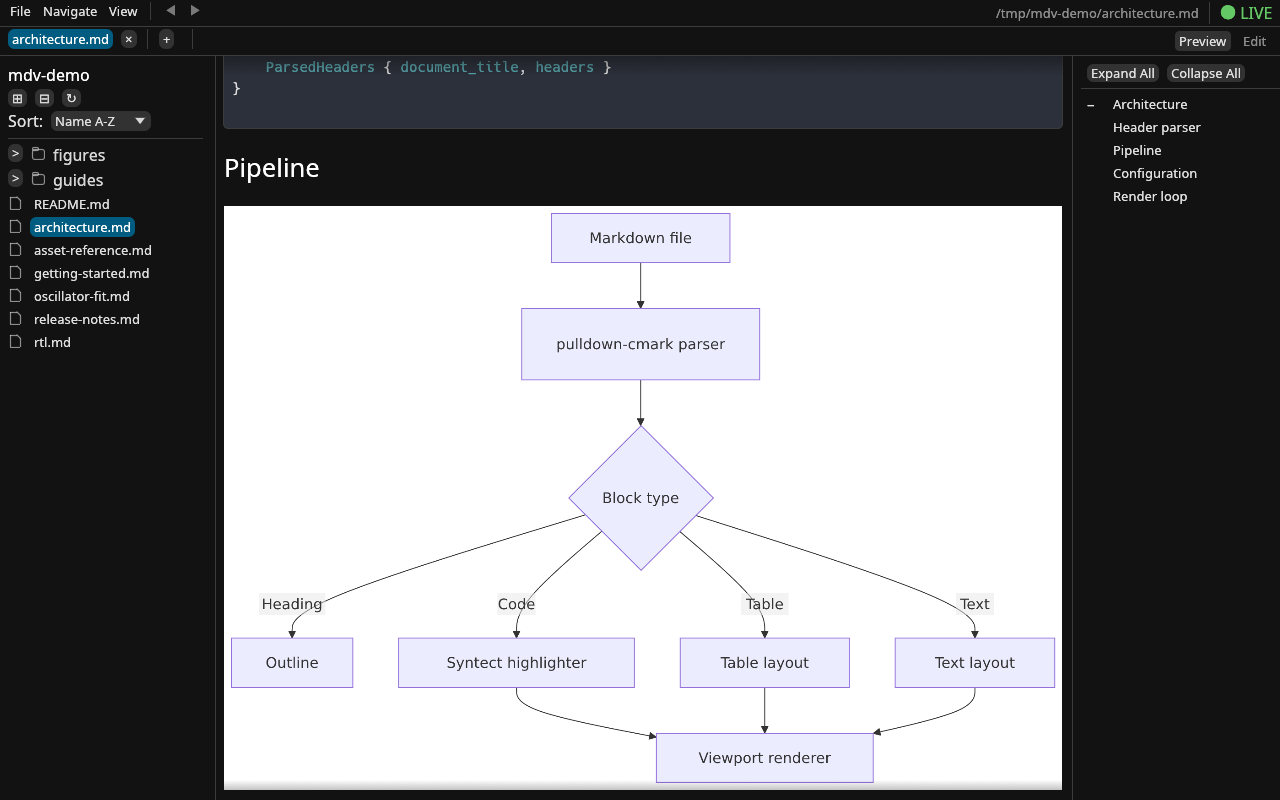 File Navigate View
/tmp/mdv-demo/architecture.md LIVE
architecture.md × +
Preview Edit
mdv-demo
Sort: Name A-Z
figures
guides
README.md
architecture.md
asset-reference.md
getting-started.md
oscillator-fit.md
release-notes.md
rtl.md
ParsedHeaders { document_title, headers }
}
Pipeline
Markdown file
pulldown-cmark parser
Block type
Heading Code Table Text
Outline Syntect highlighter Table layout Text layout
Viewport renderer
Expand All Collapse All
Architecture
Header parser
Pipeline
Configuration
Render loop